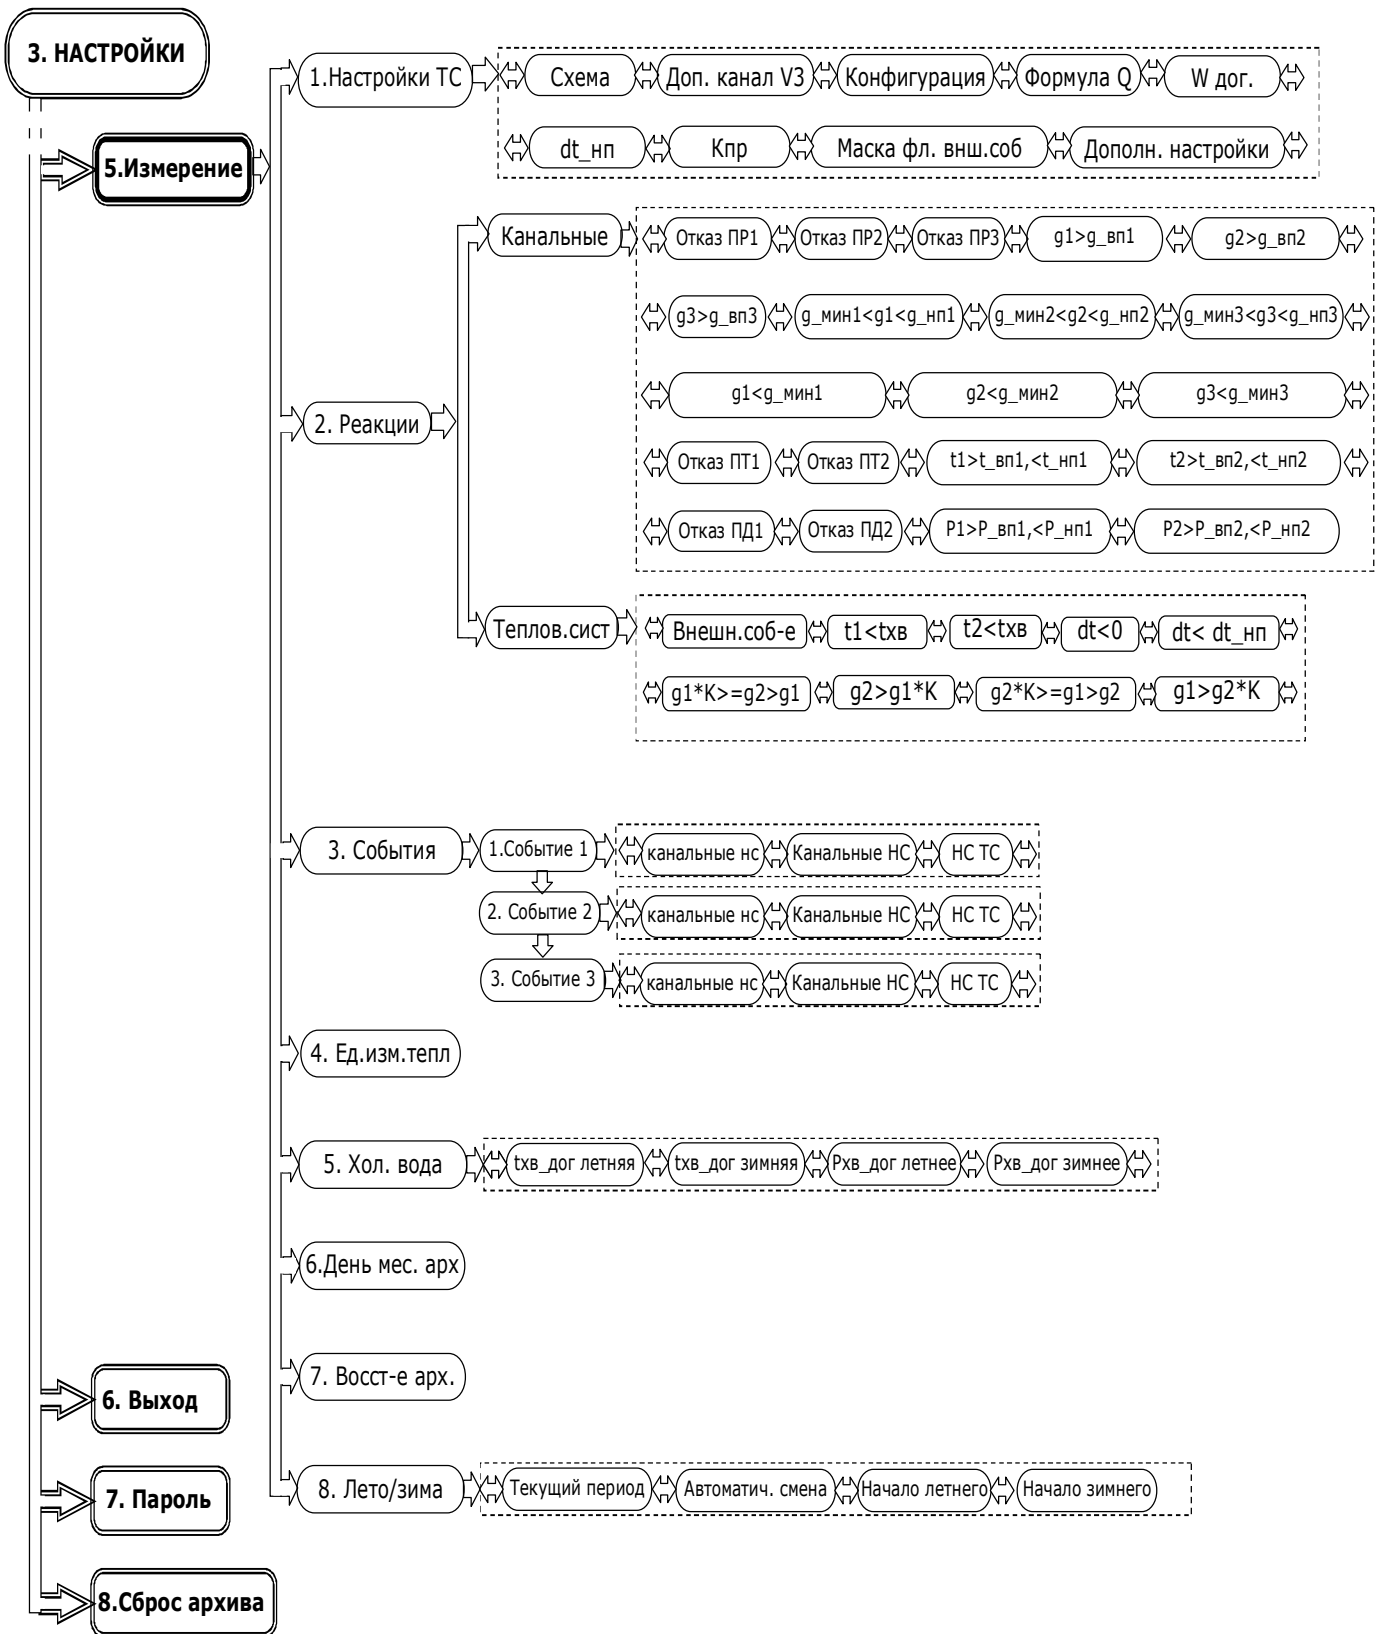 3. НАСТРОЙКИ
5.Измерение
1.Настройки ТС
Схема Доп. канал V3 Конфигурация Формула Q W дог.
dt_нп Кпр Маска фл. внш.соб Дополн. настройки
2. Реакции
Канальные
Отказ ПР1 Отказ ПР2 Отказ ПР3 g1>g_вп1 g2>g_вп2
g3>g_вп3 g_мин1<g1<g_нп1 g_мин2<g2<g_нп2 g_мин3<g3<g_нп3
g1<g_мин1 g2<g_мин2 g3<g_мин3
Отказ ПТ1 Отказ ПТ2 t1>t_вп1,<t_нп1 t2>t_вп2,<t_нп2
Отказ ПД1 Отказ ПД2 P1>P_вп1,<P_нп1 P2>P_вп2,<P_нп2
Теплов.сист
Внешн.соб-е t1<tхв t2<tхв dt<0 dt< dt_нп
g1*K>=g2>g1 g2>g1*K g2*K>=g1>g2 g1>g2*K
3. События
1.Событие 1 канальные нс Канальные НС НС ТС
2. Событие 2 канальные нс Канальные НС НС ТС
3. Событие 3 канальные нс Канальные НС НС ТС
4. Ед.изм.тепл
5. Хол. вода tхв_дог летняя tхв_дог зимняя Рхв_дог летнее Рхв_дог зимнее
6.День мес. арх
7. Восст-е арх.
8. Лето/зима Текущий период Автоматич. смена Начало летнего Начало зимнего
6. Выход
7. Пароль
8.Сброс архива